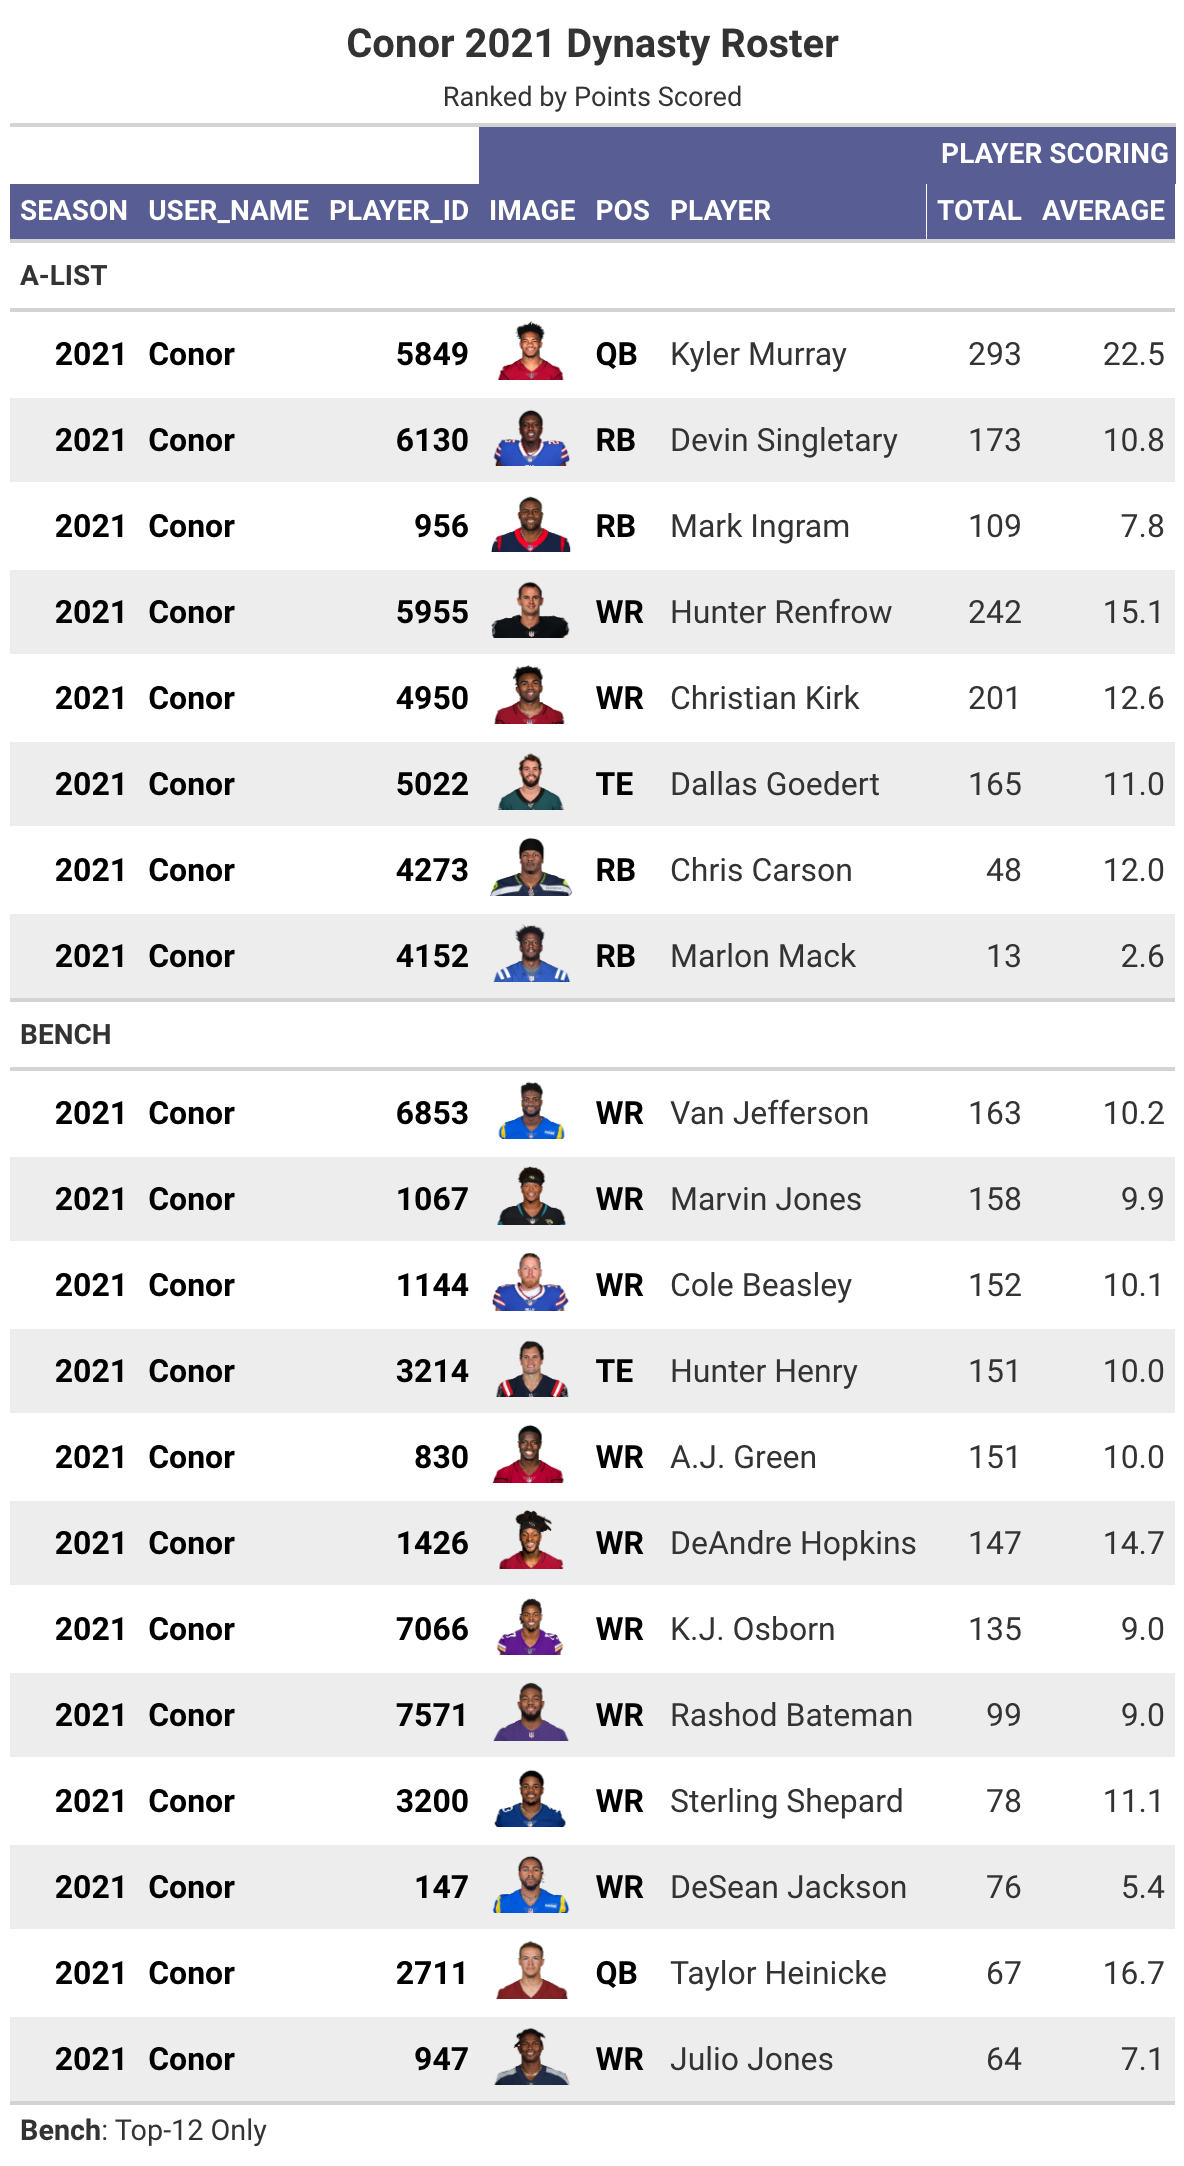 Conor 2021 Dynasty Roster
Ranked by Points Scored
PLAYER SCORING
SEASON USER_NAME PLAYER_ID IMAGE POS PLAYER TOTAL AVERAGE
A-LIST
2021 Conor 5849 QB Kyler Murray 293 22.5
2021 Conor 6130 RB Devin Singletary 173 10.8
2021 Conor 956 RB Mark Ingram 109 7.8
2021 Conor 5955 WR Hunter Renfrow 242 15.1
2021 Conor 4950 WR Christian Kirk 201 12.6
2021 Conor 5022 TE Dallas Goedert 165 11.0
2021 Conor 4273 RB Chris Carson 48 12.0
2021 Conor 4152 RB Marlon Mack 13 2.6
BENCH
2021 Conor 6853 WR Van Jefferson 163 10.2
2021 Conor 1067 WR Marvin Jones 158 9.9
2021 Conor 1144 WR Cole Beasley 152 10.1
2021 Conor 3214 TE Hunter Henry 151 10.0
2021 Conor 830 WR A.J. Green 151 10.0
2021 Conor 1426 WR DeAndre Hopkins 147 14.7
2021 Conor 7066 WR K.J. Osborn 135 9.0
2021 Conor 7571 WR Rashod Bateman 99 9.0
2021 Conor 3200 WR Sterling Shepard 78 11.1
2021 Conor 147 WR DeSean Jackson 76 5.4
2021 Conor 2711 QB Taylor Heinicke 67 16.7
2021 Conor 947 WR Julio Jones 64 7.1
Bench: Top-12 Only